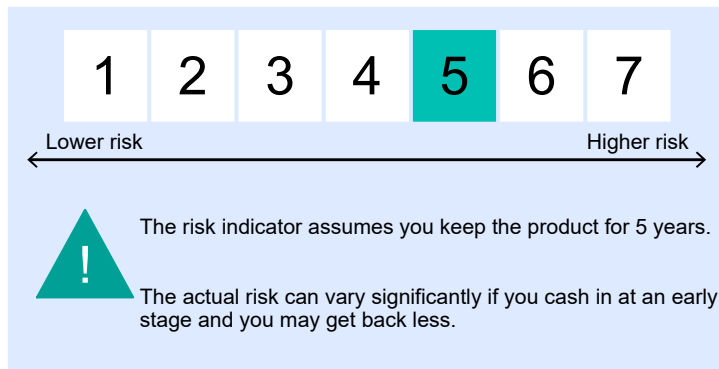 1 2 3 4 5 6 7
Lower risk Higher risk
!
The risk indicator assumes you keep the product for 5 years.
The actual risk can vary significantly if you cash in at an early
stage and you may get back less.